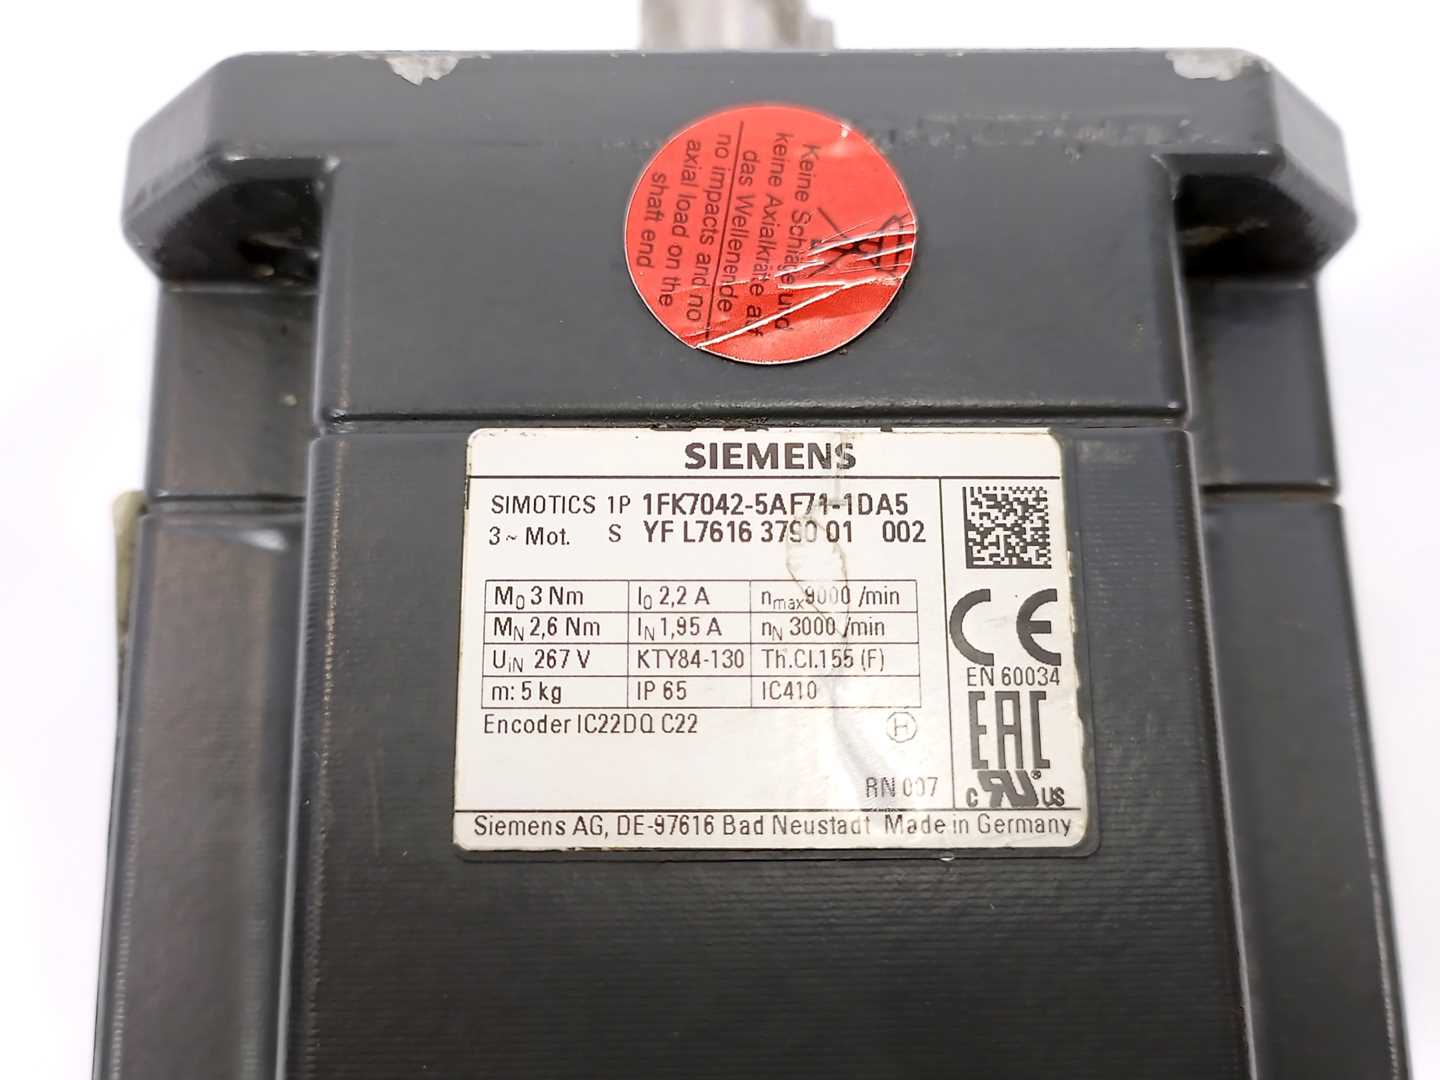 Keine Schläge und
keine Axialkräfte auf
das Wellenende
no impacts and no
axial load on the
shaft end
SIEMENS
SIMOTICS 1P 1FK7042-5AF71-1DA5
3 ~ Mot. S YF L7616 3790 01 002
M0 3 Nm I0 2,2 A nmax 9000 /min
MN 2,6 Nm IN 1,95 A nN 3000 /min
UIN 267 V KTY84-130 Th.Cl.155 (F)
m: 5 kg IP 65 IC410
Encoder IC22DQ C22
H
RN 007
CE
EN 60034
EAC
c RU ® US
Siemens AG, DE-97616 Bad Neustadt Made in Germany